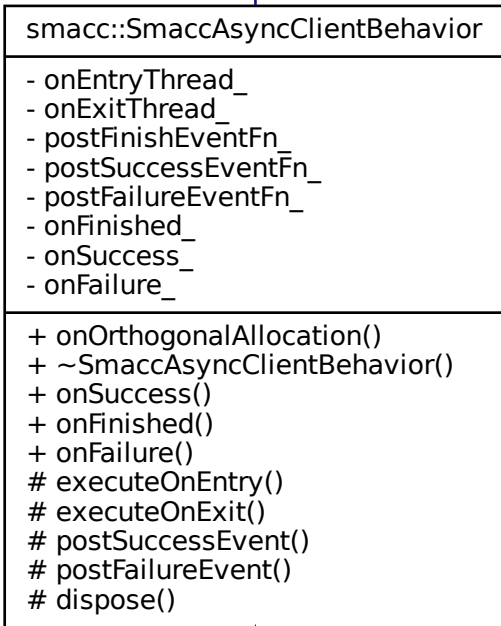 smacc::SmaccAsyncClientBehavior
- onEntryThread_
- onExitThread_
- postFinishEventFn_
- postSuccessEventFn_
- postFailureEventFn_
- onFinished_
- onSuccess_
- onFailure_
+ onOrthogonalAllocation()
+ ~SmaccAsyncClientBehavior()
+ onSuccess()
+ onFinished()
+ onFailure()
# executeOnEntry()
# executeOnExit()
# postSuccessEvent()
# postFailureEvent()
# dispose()